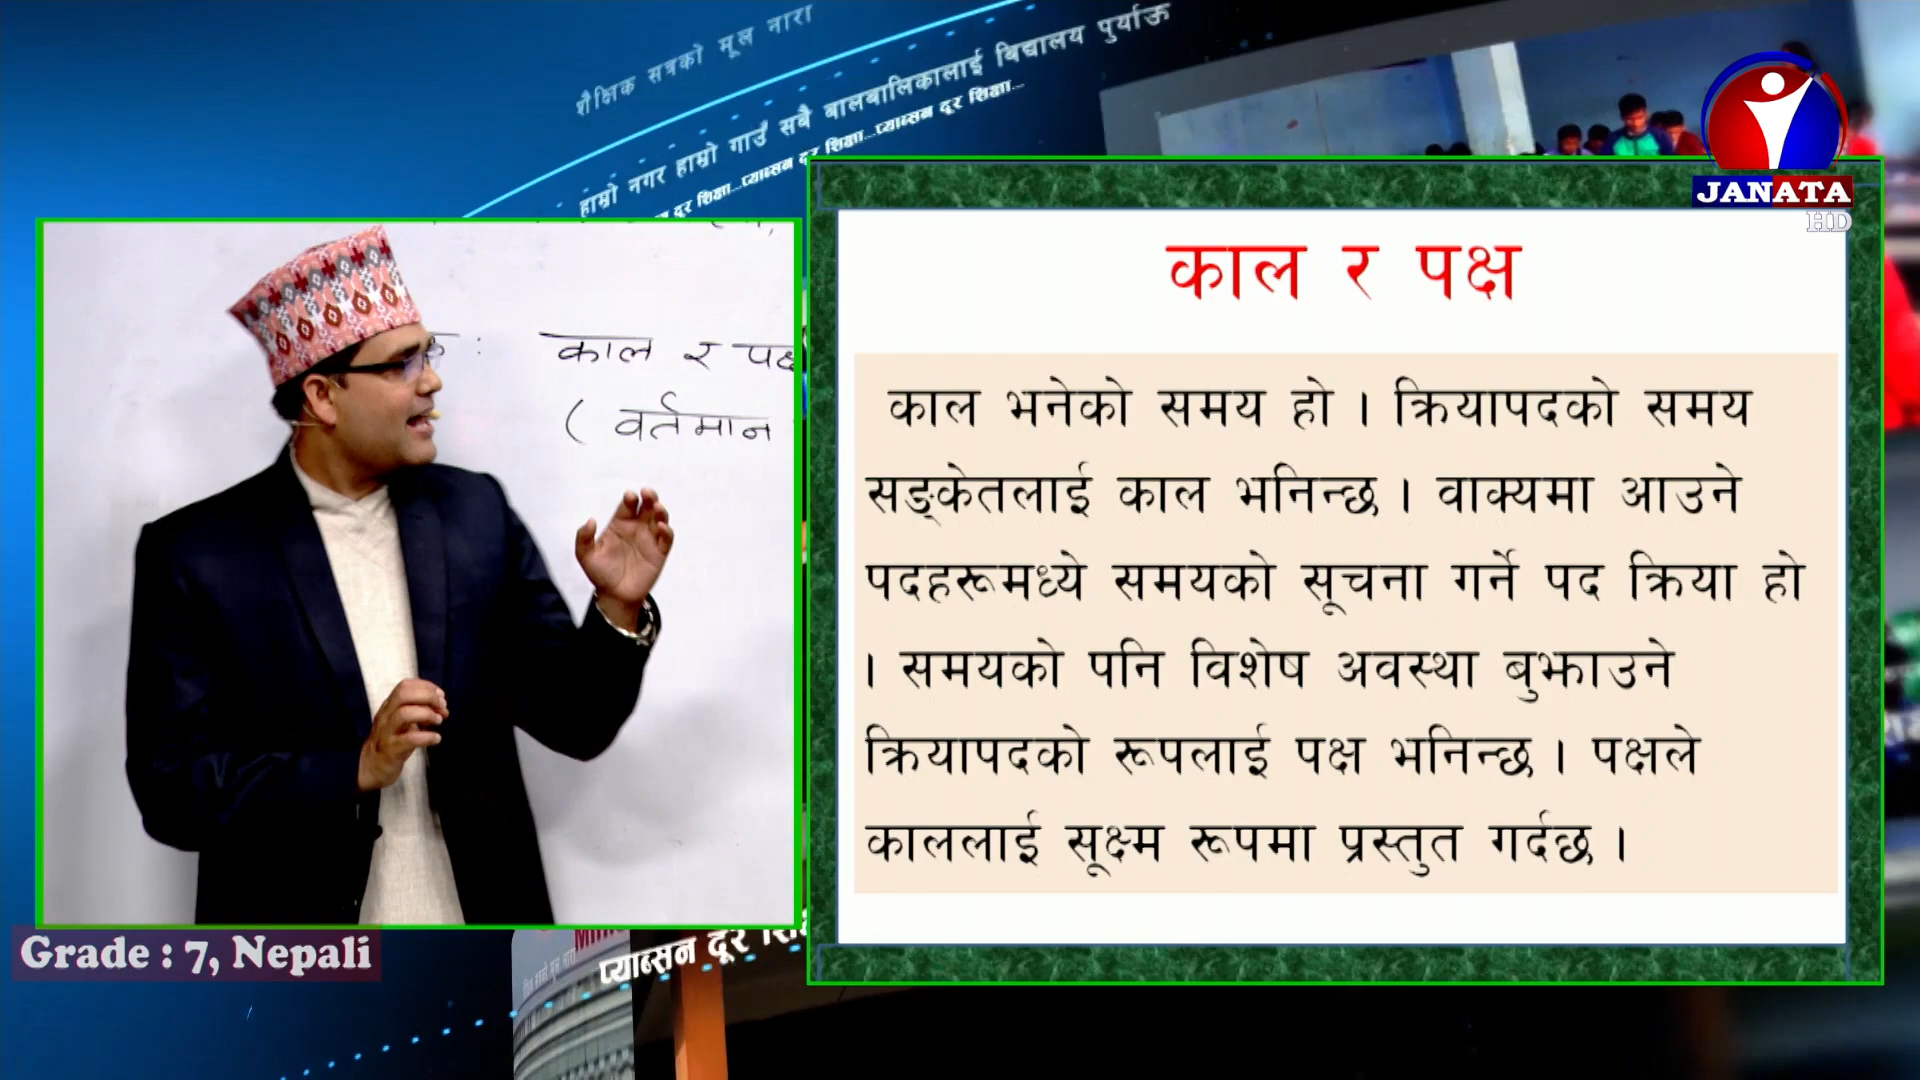 शैक्षिक सत्रको मूल नारा
हाम्रो नगर हाम्रो गाउँ सबै बालबालिकालाई बिद्यालय पुर्याऊ
दूर शिक्षा...प्याब्सन दूर शिक्षा...प्याब्सन दूर शिक्षा...
JANATA
HD
काल र पक्ष
( वर्तमान
काल र पक्ष
काल भनेको समय हो । क्रियापदको समय
सङ्केतलाई काल भनिन्छ । वाक्यमा आउने
पदहरूमध्ये समयको सूचना गर्ने पद क्रिया हो
। समयको पनि विशेष अवस्था बुझाउने
क्रियापदको रूपलाई पक्ष भनिन्छ । पक्षले
काललाई सूक्ष्म रूपमा प्रस्तुत गर्दछ ।
Grade : 7, Nepali
प्याब्सन दूर